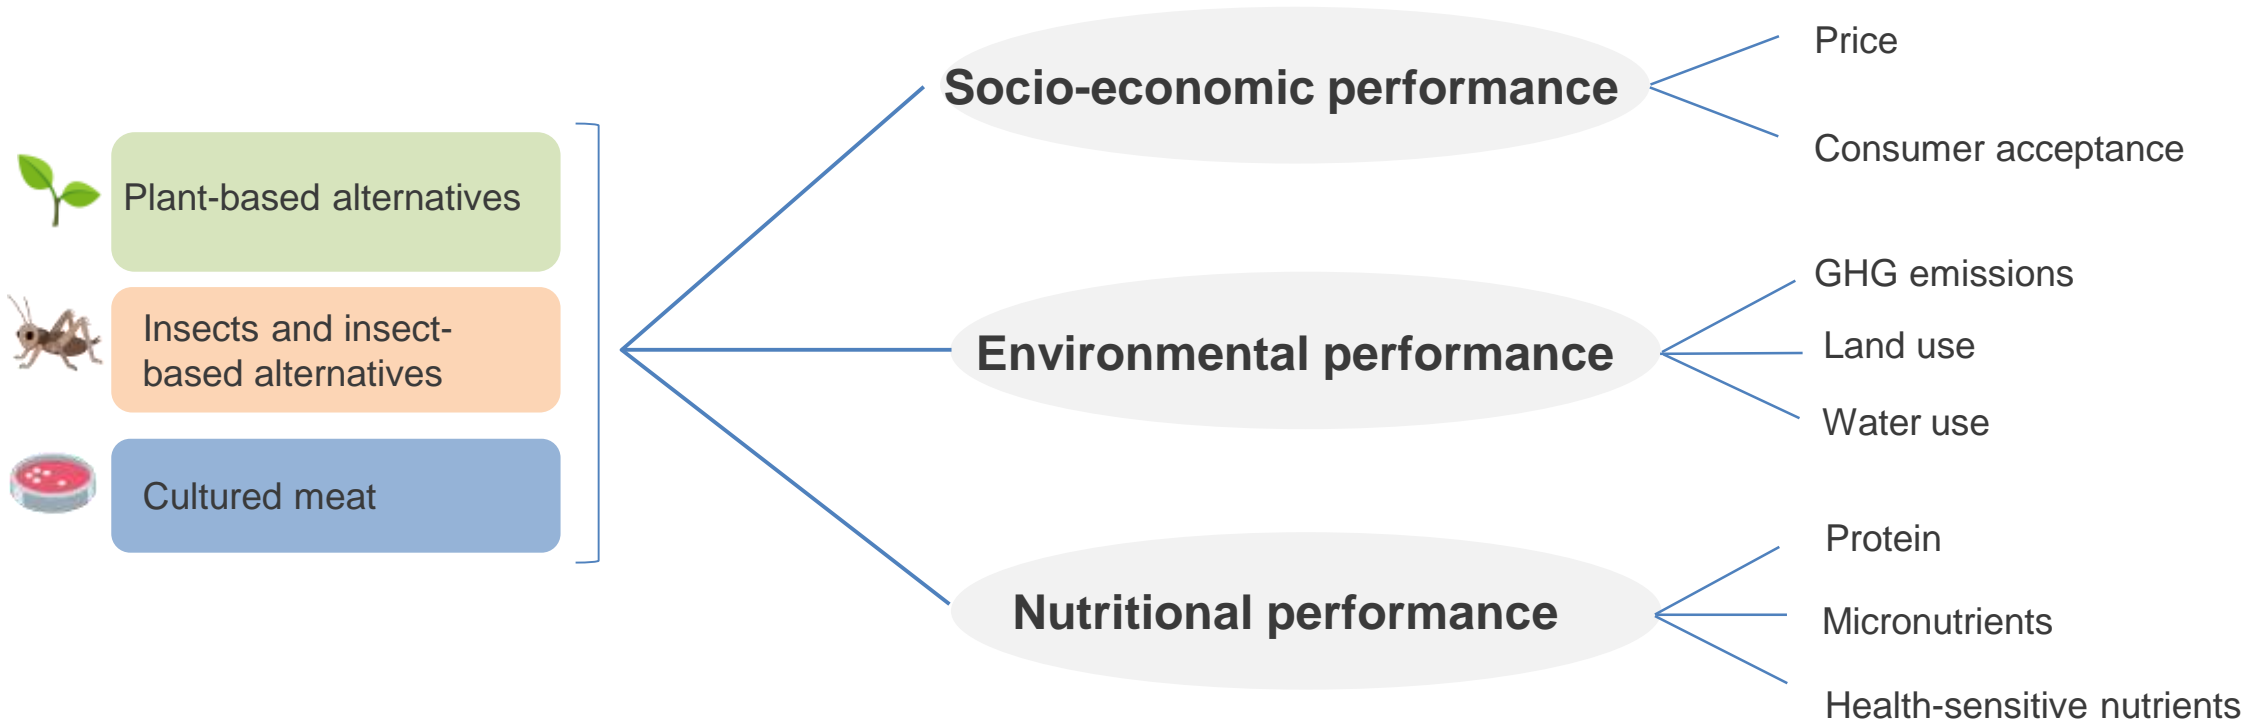 Plant-based alternatives
Insects and insect-
based alternatives
Cultured meat
Socio-economic performance
Price
Consumer acceptance
Environmental performance
GHG emissions
Land use
Water use
Nutritional performance
Protein
Micronutrients
Health-sensitive nutrients